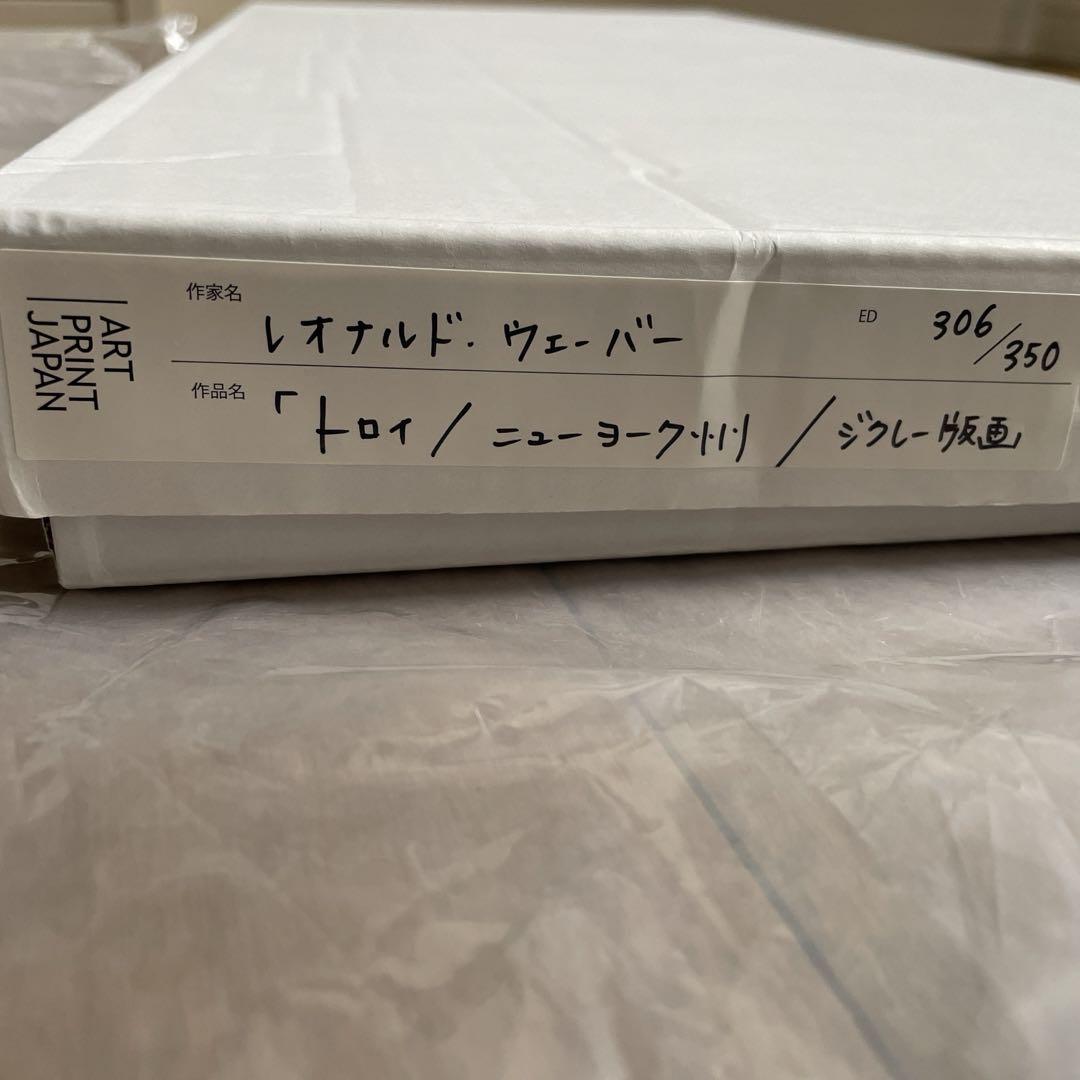 ART
PRINT
JAPAN
作家名
レオナルド・ウェーバー
ED
306/350
作品名
「トロイ/ニューヨーク州/ジクレー版画」